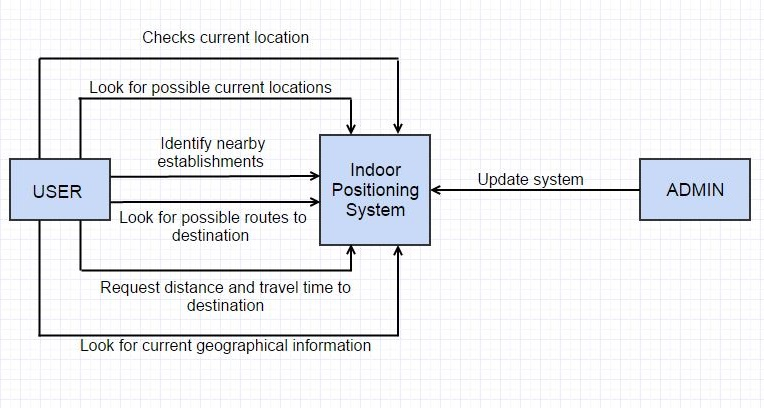 Checks current location
Look for possible current locations
Identify nearby
establishments
USER
Look for possible routes to
destination
Indoor
Positioning
System
Update system
ADMIN
Request distance and travel time to
destination
Look for current geographical information